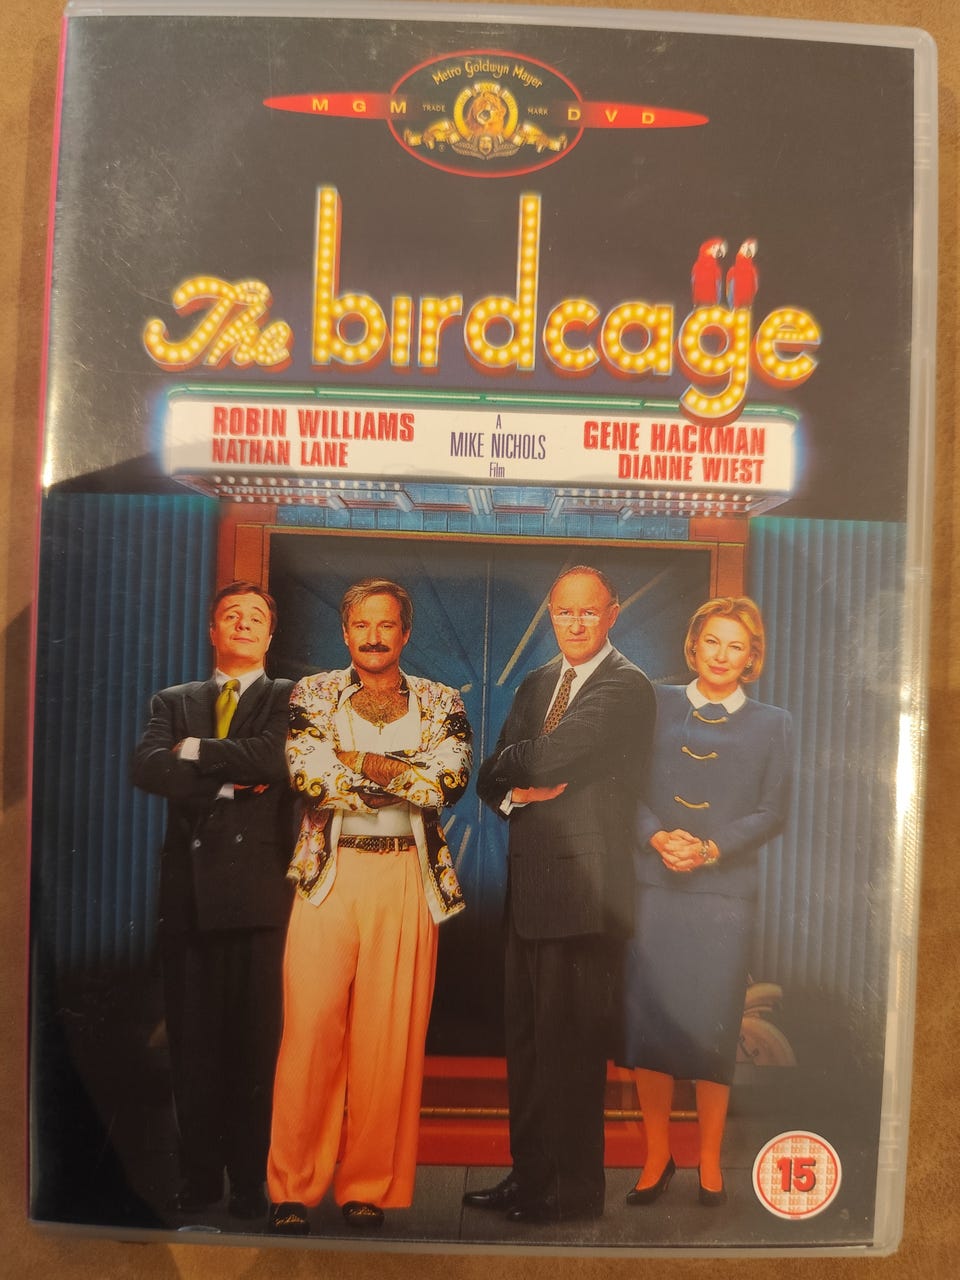 Metro Goldwyn Mayer
MGM TRADE MARK DVD
The birdcage
ROBIN WILLIAMS
NATHAN LANE
A
MIKE NICHOLS
Film
GENE HACKMAN
DIANNE WIEST
15